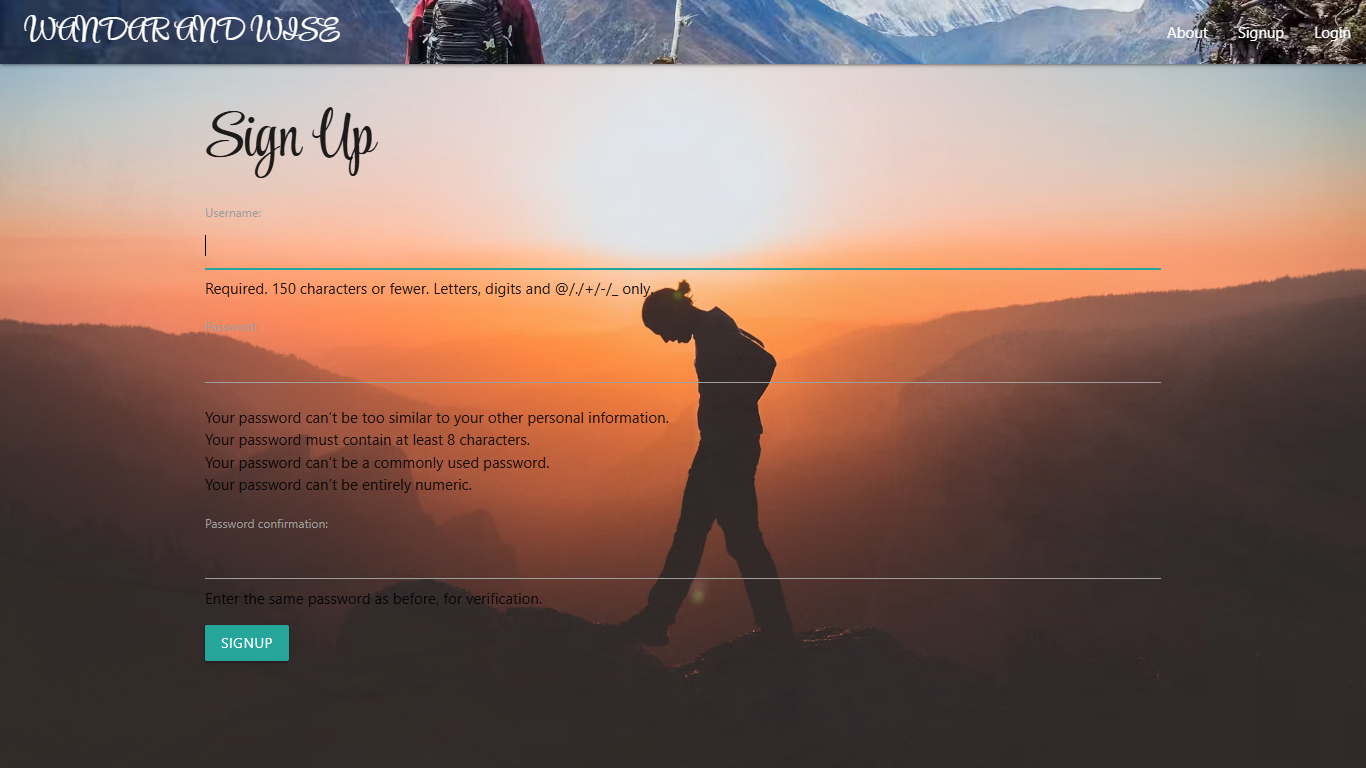 WANDAR AND WISE
About Signup Login
Sign Up
Username:
Required. 150 characters or fewer. Letters, digits and @/./+/-/_ only.
Password:
Your password can't be too similar to your other personal information.
Your password must contain at least 8 characters.
Your password can't be a commonly used password.
Your password can't be entirely numeric.
Password confirmation:
Enter the same password as before, for verification.
SIGNUP